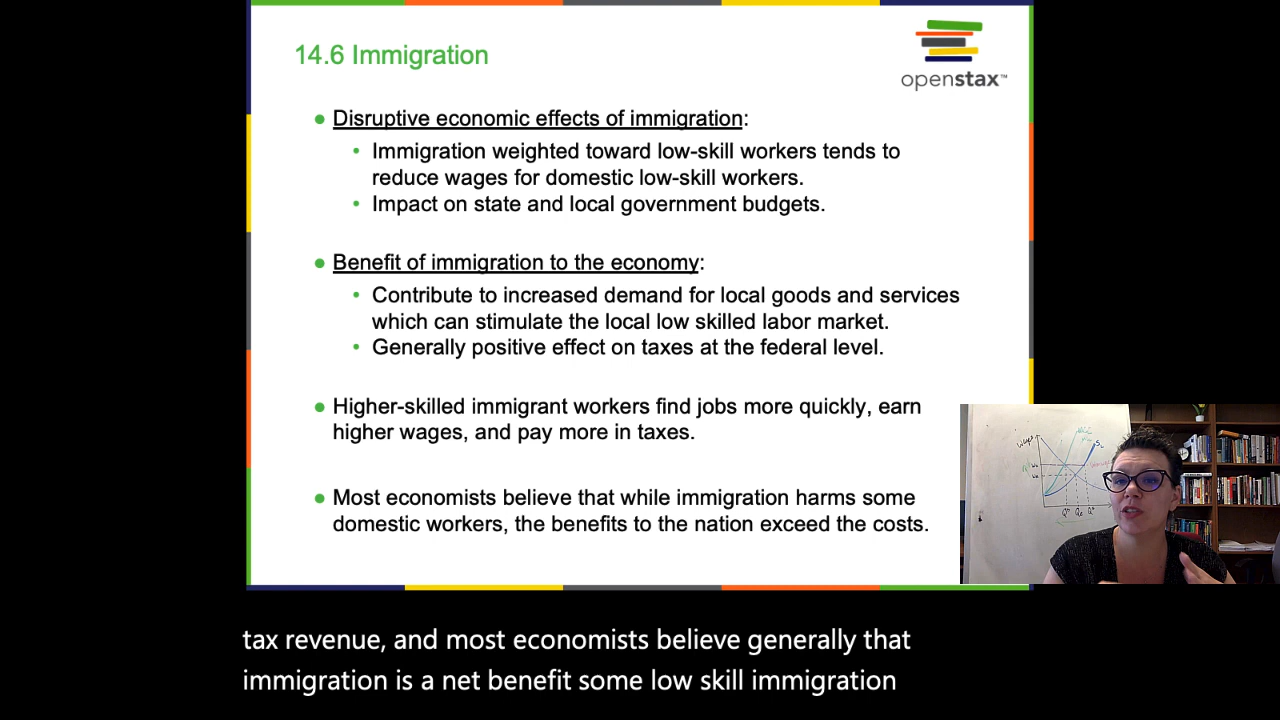 14.6 Immigration
openstax™
• Disruptive economic effects of immigration:
• Immigration weighted toward low-skill workers tends to
reduce wages for domestic low-skill workers.
• Impact on state and local government budgets.
• Benefit of immigration to the economy:
• Contribute to increased demand for local goods and services
which can stimulate the local low skilled labor market.
• Generally positive effect on taxes at the federal level.
• Higher-skilled immigrant workers find jobs more quickly, earn
higher wages, and pay more in taxes.
• Most economists believe that while immigration harms some
domestic workers, the benefits to the nation exceed the costs.
tax revenue, and most economists believe generally that
immigration is a net benefit some low skill immigration